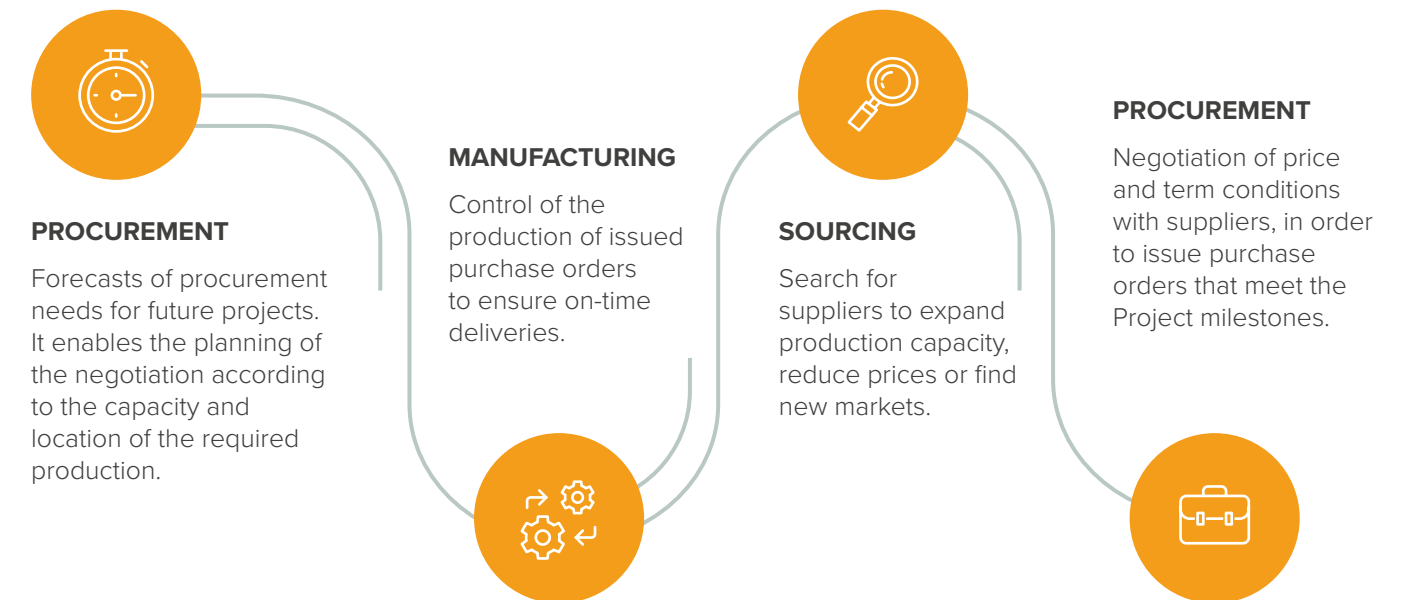 PROCUREMENT
Forecasts of procurement
needs for future projects.
It enables the planning of
the negotiation according
to the capacity and
location of the required
production.
MANUFACTURING
Control of the
production of issued
purchase orders
to ensure on-time
deliveries.
SOURCING
Search for
suppliers to expand
production capacity,
reduce prices or find
new markets.
PROCUREMENT
Negotiation of price
and term conditions
with suppliers, in order
to issue purchase
orders that meet the
Project milestones.